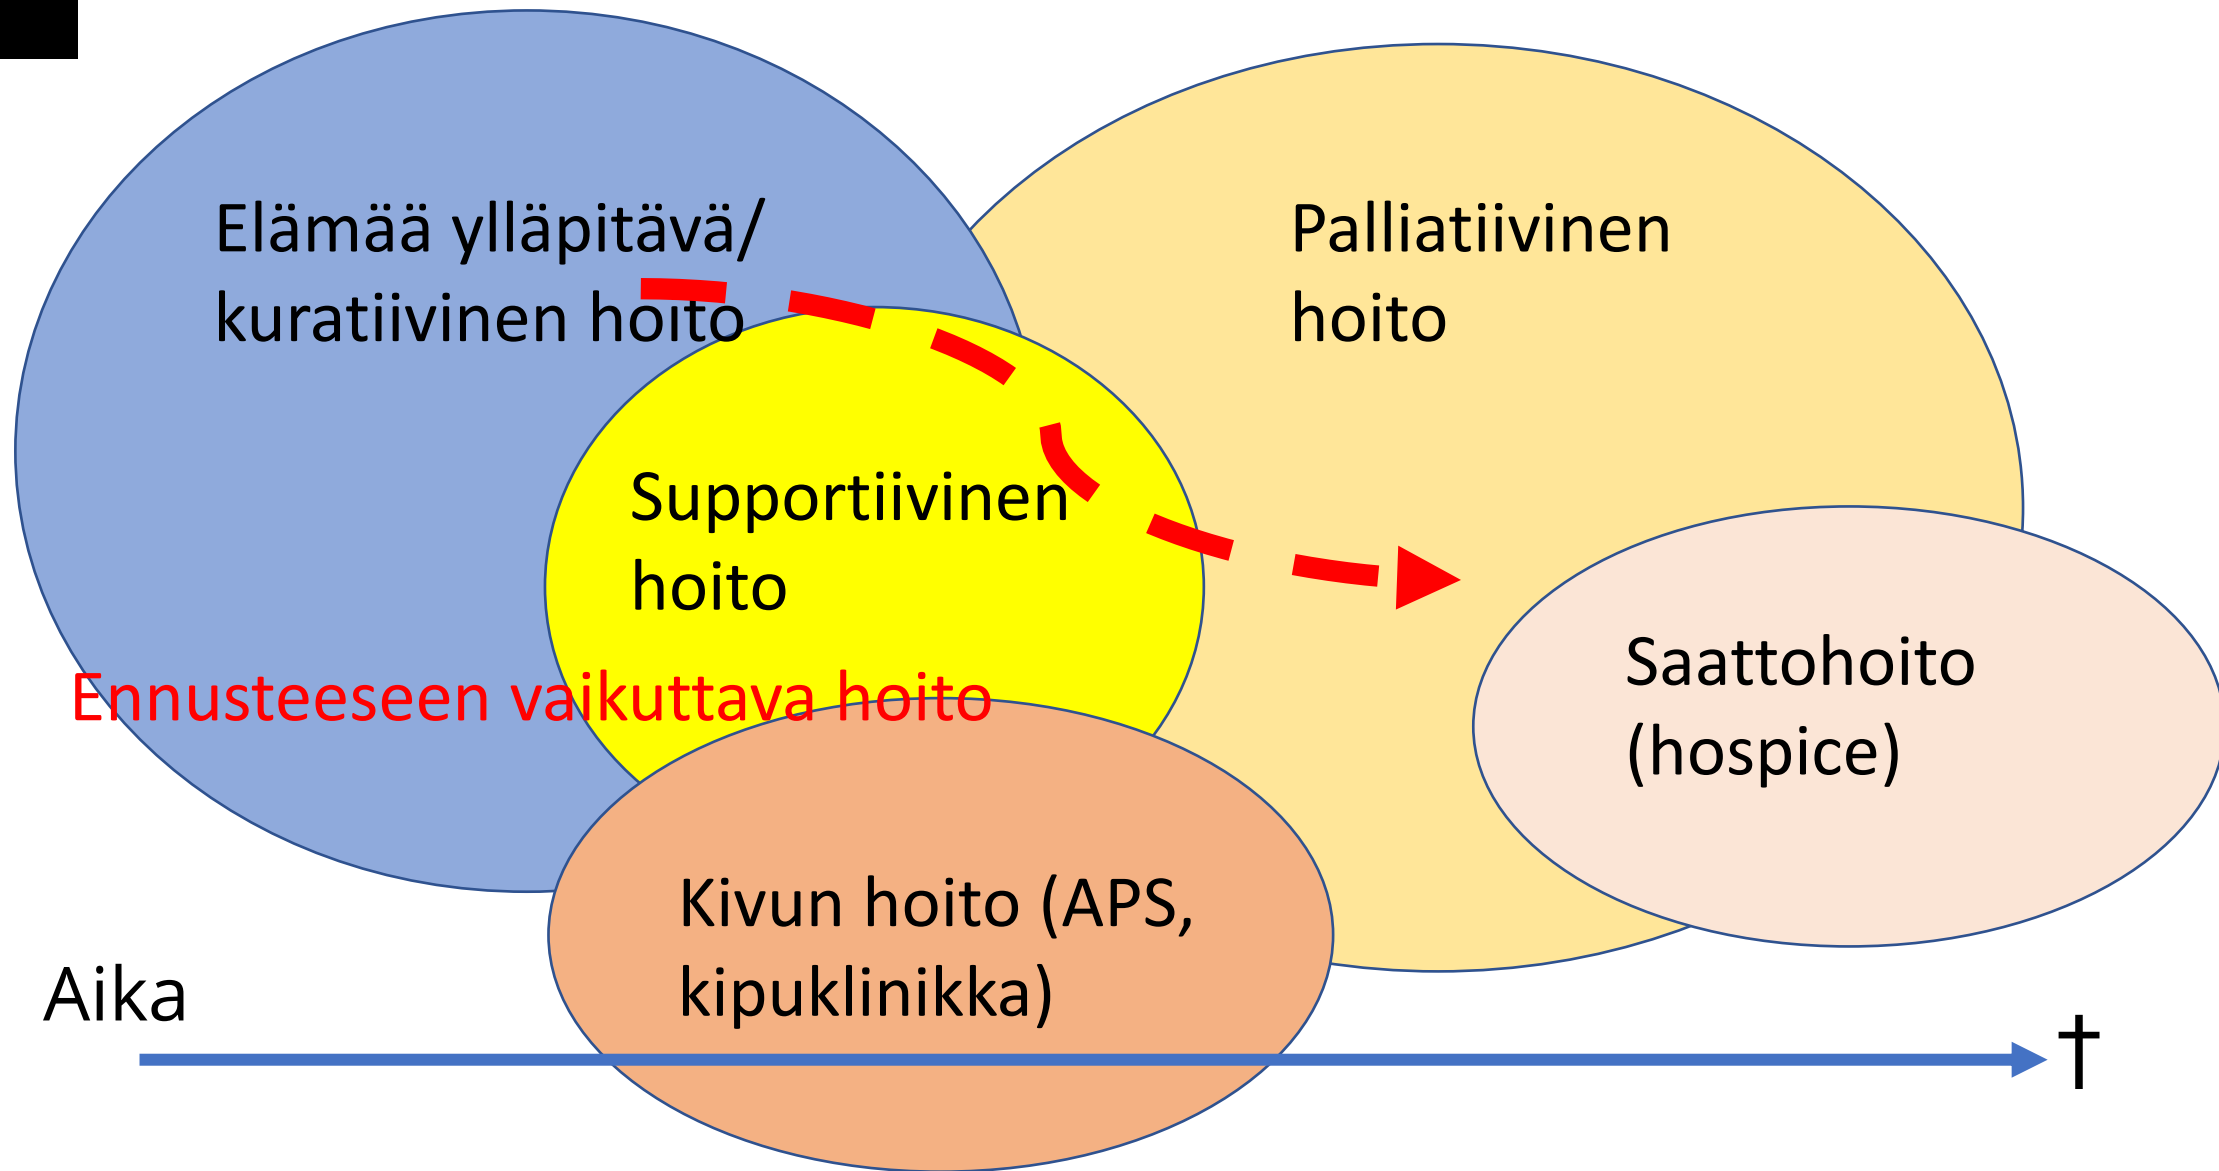 Elämää ylläpitävä/
kuratiivinen hoito
Palliatiivinen
hoito
Supportiivinen
hoito
Ennusteeseen vaikuttava hoito
Saattohoito
(hospice)
Kivun hoito (APS,
kipuklinikka)
Aika
†